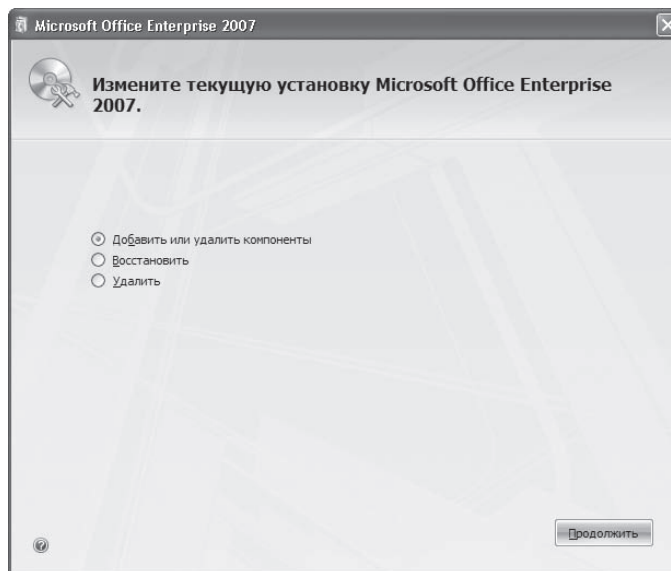 Microsoft Office Enterprise 2007
Измените текущую установку Microsoft Office Enterprise
2007.
Добавить или удалить компоненты
Восстановить
Удалить
Продолжить